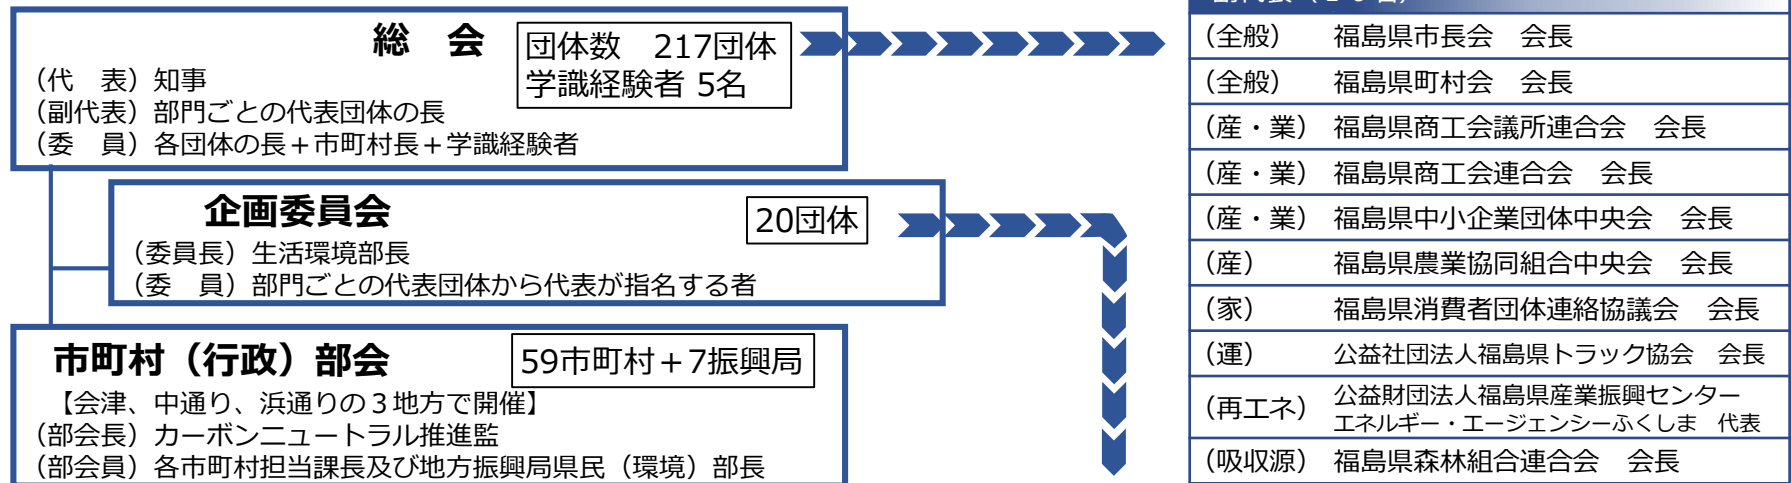 総　会
団体数　217団体
学識経験者 5名
（代　表）知事
（副代表）部門ごとの代表団体の長
（委　員）各団体の長＋市町村長＋学識経験者
企画委員会
20団体
（委員長）生活環境部長
（委　員）部門ごとの代表団体から代表が指名する者
市町村（行政）部会
59市町村＋7振興局
【会津、中通り、浜通りの３地方で開催】
（部会長）カーボンニュートラル推進監
（部会員）各市町村担当課長及び地方振興局県民（環境）部長
（全般）　福島県市長会　会長
（全般）　福島県町村会　会長
（産・業）　福島県商工会議所連合会　会長
（産・業）　福島県商工会連合会　会長
（産・業）　福島県中小企業団体中央会　会長
（産）　福島県農業協同組合中央会　会長
（家）　福島県消費者団体連絡協議会　会長
（運）　公益社団法人福島県トラック協会　会長
（再エネ）　公益財団法人福島県産業振興センター
エネルギー・エージェンシーふくしま　代表
（吸収源）　福島県森林組合連合会　会長